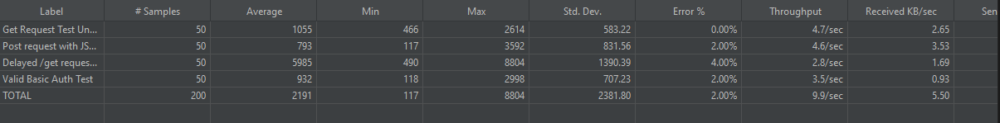 Label # Samples Average Min Max Std. Dev. Error % Throughput Received KB/sec Sen
Get Request Test Un... 50 1055 466 2614 583.22 0.00% 4.7/sec 2.65
Post request with JS... 50 793 117 3592 831.56 2.00% 4.6/sec 3.53
Delayed /get reques... 50 5985 490 8804 1390.39 4.00% 2.8/sec 1.69
Valid Basic Auth Test 50 932 118 2998 707.23 2.00% 3.5/sec 0.93
TOTAL 200 2191 117 8804 2381.80 2.00% 9.9/sec 5.50